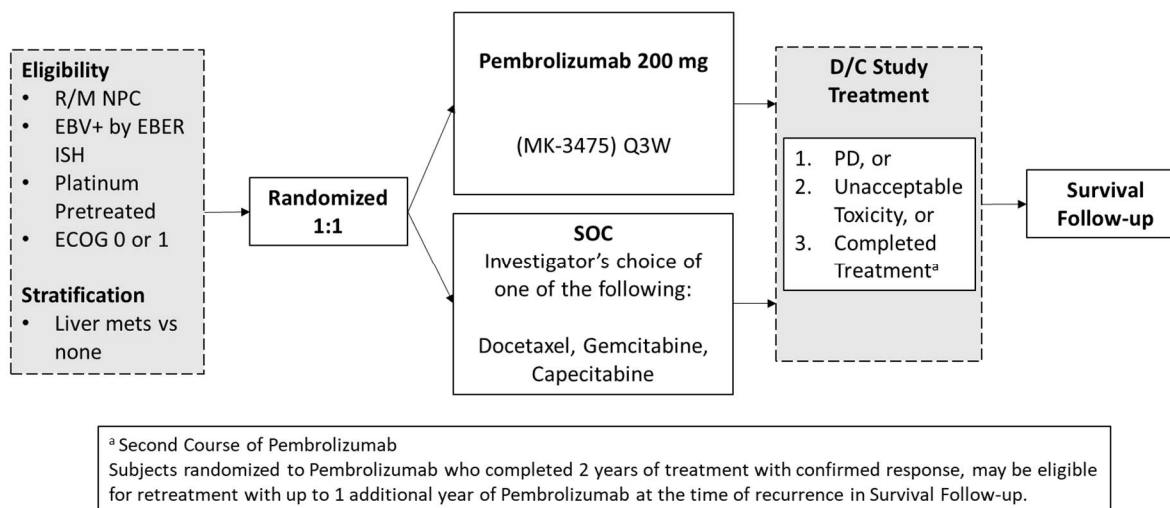 Eligibility
• R/M NPC
• EBV+ by EBER
ISH
• Platinum
Pretreated
• ECOG 0 or 1
Stratification
• Liver mets vs
none
Randomized
1:1
Pembrolizumab 200 mg
(MK-3475) Q3W
SOC
Investigator's choice of
one of the following:
Docetaxel, Gemcitabine,
Capecitabine
D/C Study
Treatment
1. PD, or
2. Unacceptable
Toxicity, or
3. Completed
Treatmentᵃ
Survival
Follow-up
ᵃ Second Course of Pembrolizumab
Subjects randomized to Pembrolizumab who completed 2 years of treatment with confirmed response, may be eligible
for retreatment with up to 1 additional year of Pembrolizumab at the time of recurrence in Survival Follow-up.